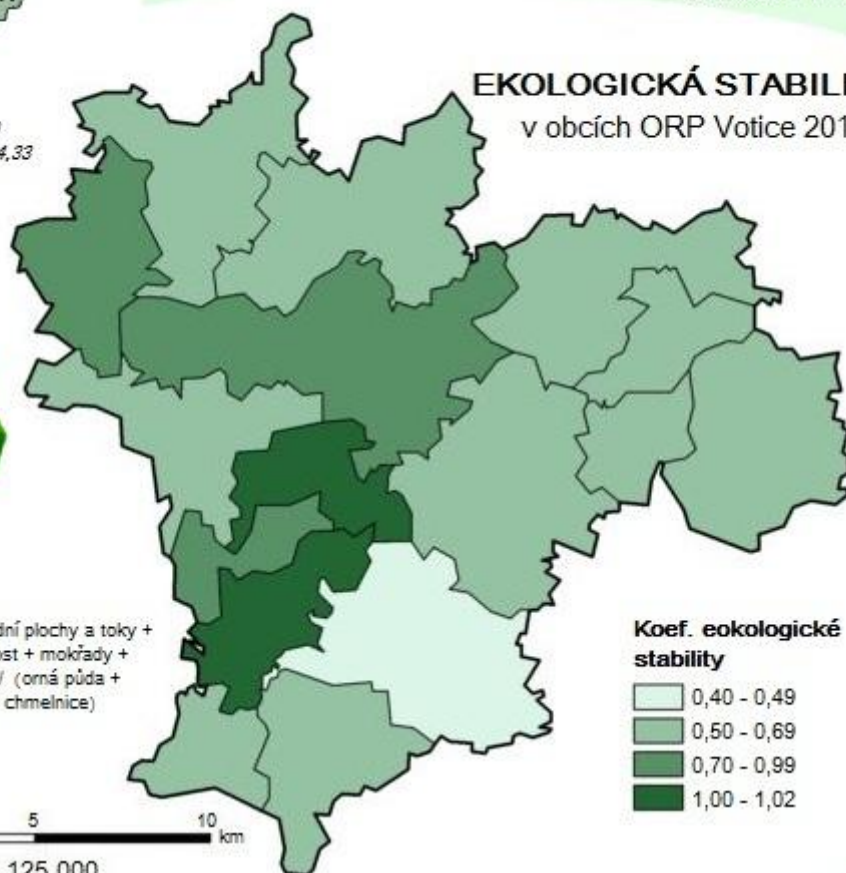 EKOLOGICKÁ STABILI
v obcích ORP Votice 201
4,33
dní plochy a toky +
ost + mokřady +
/ (orná půda +
chmelnice)
Koef. eokologické
stability
0,40 - 0,49
0,50 - 0,69
0,70 - 0,99
1,00 - 1,02
5 10
km
125 000